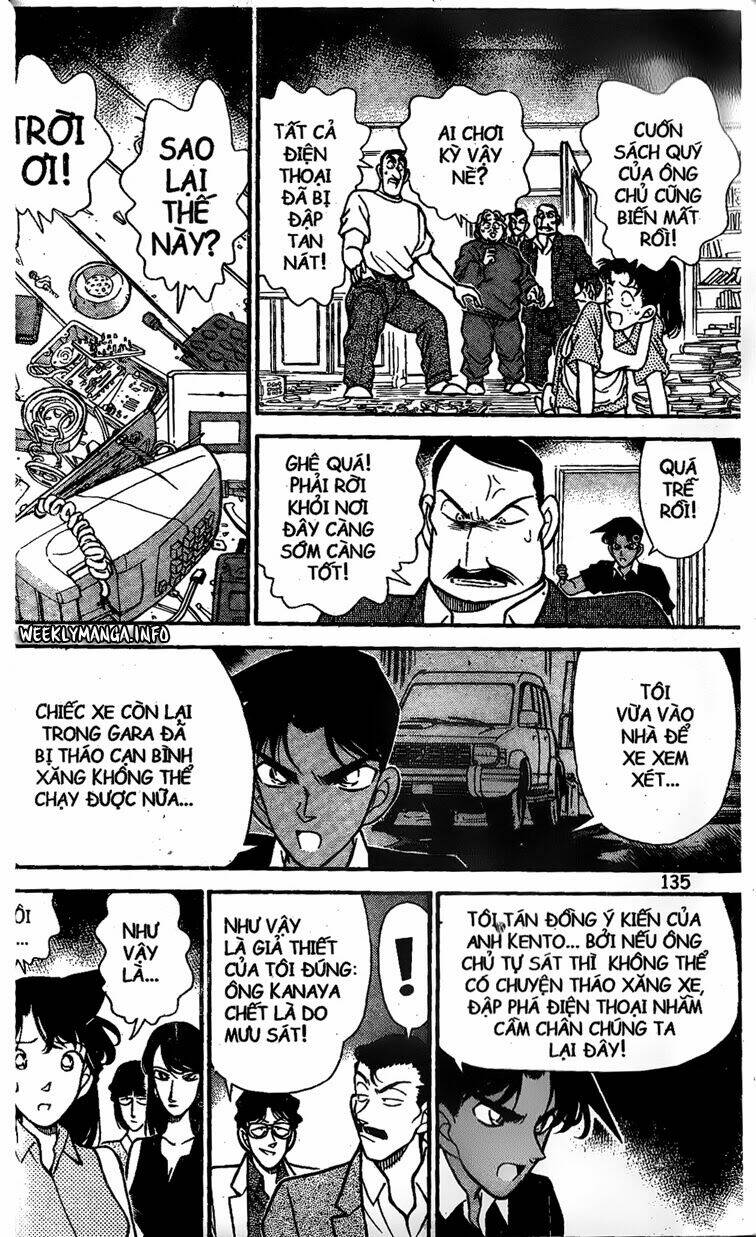 TRỜI
ƠI!
SAO
LẠI
THẾ
NÀY?
TẤT CẢ
ĐIỆN
THOẠI
ĐÃ BỊ
ĐẬP
TAN
NÁT!
AI CHƠI
KỲ VẬY
NÈ?
CUỐN
SÁCH QUÝ
CỦA ÔNG
CHỦ CŨNG
BIẾN MẤT
RỒI!
GHÊ QUÁ!
PHẢI RỜI
KHỎI NƠI
ĐÂY CÀNG
SỚM CÀNG
TỐT!
QUÁ
TRỄ
RỒI!
WEEKLYMANGA.INFO
CHIẾC XE CÒN LẠI
TRONG GARA ĐÃ
BỊ THÁO CẠN BÌNH
XĂNG KHÔNG THỂ
CHẠY ĐƯỢC NỮA...
TÔI
VỪA VÀO
NHÀ ĐỂ
XE XEM
XÉT...
135
ÔI
...
NHƯ
VẬY
LÀ...
NHƯ VẬY
LÀ GIẢ THIẾT
CỦA TÔI ĐÚNG:
ÔNG KANAYA
CHẾT LÀ DO
MƯU SÁT!
!
TÔI TÁN ĐỒNG Ý KIẾN CỦA
ANH KENTO... BỞI NẾU ÔNG
CHỦ TỰ SÁT THÌ KHÔNG THỂ
CÓ CHUYỆN THÁO XĂNG XE,
ĐẬP PHÁ ĐIỆN THOẠI NHẰM
CẦM CHÂN CHÚNG TA
LẠI ĐÂY!